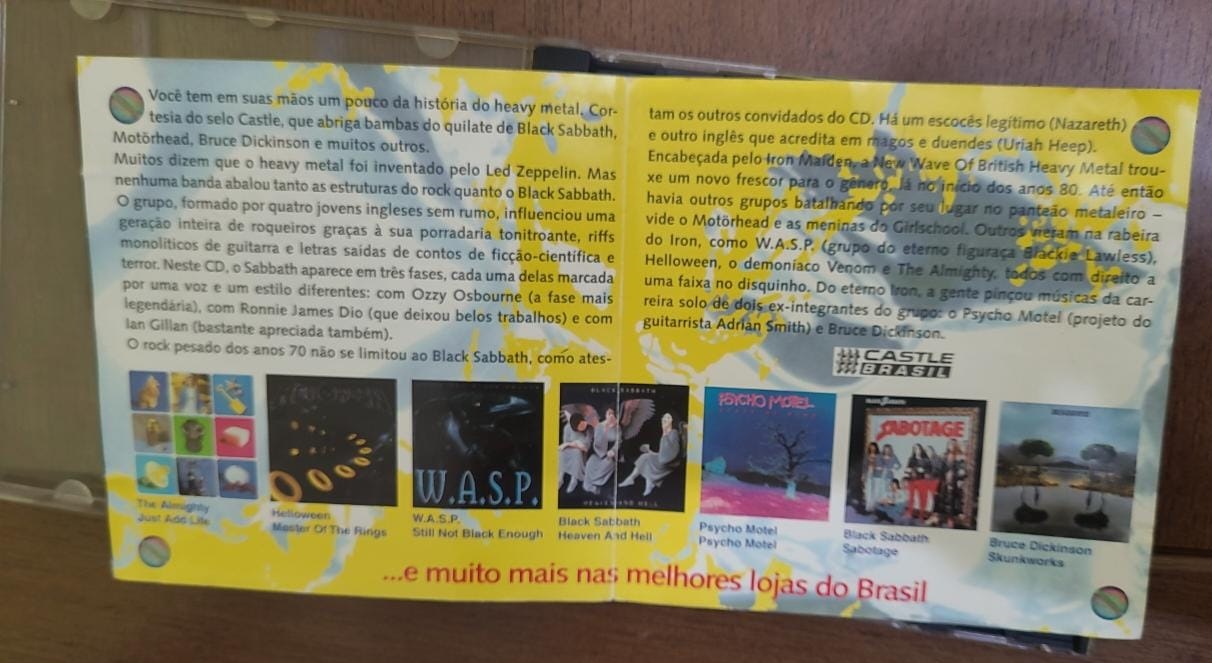 Você tem em suas mãos um pouco da história do heavy metal, Cor-
tesia do selo Castle, que abriga bambas do quilate de Black Sabbath,
Motörhead, Bruce Dickinson e muitos outros.
Muitos dizem que o heavy metal foi inventado pelo Led Zeppelin. Mas
nenhuma banda abalou tanto as estruturas do rock quanto o Black Sabbath.
O grupo, formado por quatro jovens ingleses sem rumo, influenciou uma
geração inteira de roqueiros graças à sua porradaria tonitroante, riffs
monolíticos de guitarra e letras saídas de contos de ficção-científica e
terror. Neste CD, o Sabbath aparece em três fases, cada uma delas marcada
por uma voz e um estilo diferentes: com Ozzy Osbourne (a fase mais
legendária), com Ronnie James Dio (que deixou belos trabalhos) e com
Ian Gillan (bastante apreciada também).
O rock pesado dos anos 70 não se limitou ao Black Sabbath, como ates-
tam os outros convidados do CD. Há um escocês legítimo (Nazareth)
e outro inglês que acredita em magos e duendes (Uriah Heep).
Encabeçada pelo Iron Maiden, a New Wave Of British Heavy Metal trou-
xe um novo frescor para o gênero, lá no início dos anos 80. Até então
havia outros grupos batalhando por seu lugar no panteão metaleiro –
vide o Motörhead e as meninas do Girlschool. Outros vieram na rabeira
do Iron, como W.A.S.P. (grupo do eterno figuraça Blackie Lawless),
Helloween, o demoníaco Venom e The Almighty, todos com direito a
uma faixa no disquinho. Do eterno Iron, a gente pinçou músicas da car-
reira solo de dois ex-integrantes do grupo: o Psycho Motel (projeto do
guitarrista Adrian Smith) e Bruce Dickinson.
CASTLE
BRASIL
W.A.S.P.
BLACK SABBATH
HEAVEN AND HELL
PSYCHO MOTEL
SABOTAGE
The Almighty
Just Add Life
Helloween
Master Of The Rings
W.A.S.P.
Still Not Black Enough
Black Sabbath
Heaven And Hell
Psycho Motel
Psycho Motel
Black Sabbath
Sabotage
Bruce Dickinson
Skunkworks
...e muito mais nas melhores lojas do Brasil